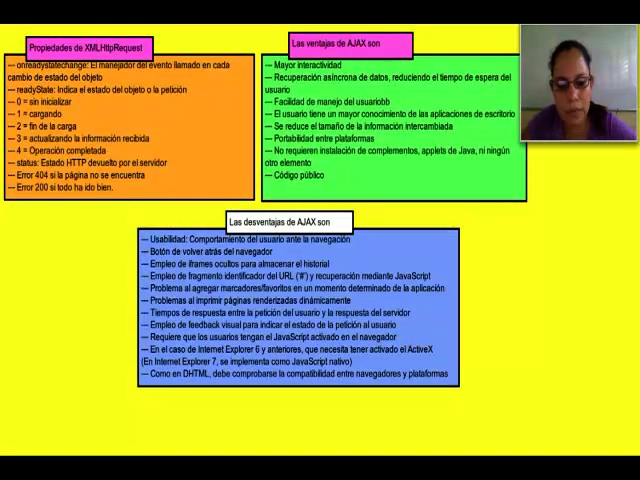 Propiedades de XMLHttpRequest
--- onreadystatechange: El manejador del evento llamado en cada
cambio de estado del objeto
--- readyState: Indica el estado del objeto o la petición
--- 0 = sin inicializar
--- 1 = cargando
--- 2 = fin de la carga
--- 3 = actualizando la información recibida
--- 4 = Operación completada
--- status: Estado HTTP devuelto por el servidor
--- Error 404 si la página no se encuentra
--- Error 200 si todo ha ido bien.
Las ventajas de AJAX son
--- Mayor interactividad
--- Recuperación asíncrona de datos, reduciendo el tiempo de espera del
usuario
--- Facilidad de manejo del usuariobb
--- El usuario tiene un mayor conocimiento de las aplicaciones de escritorio
--- Se reduce el tamaño de la información intercambiada
--- Portabilidad entre plataformas
--- No requieren instalación de complementos, applets de Java, ni ningún
otro elemento
--- Código público
Las desventajas de AJAX son
--- Usabilidad: Comportamiento del usuario ante la navegación
--- Botón de volver atrás del navegador
--- Empleo de iframes ocultos para almacenar el historial
--- Empleo de fragmento identificador del URL ('#') y recuperación mediante JavaScript
--- Problema al agregar marcadores/favoritos en un momento determinado de la aplicación
--- Problemas al imprimir páginas renderizadas dinámicamente
--- Tiempos de respuesta entre la petición del usuario y la respuesta del servidor
--- Empleo de feedback visual para indicar el estado de la petición al usuario
--- Requiere que los usuarios tengan el JavaScript activado en el navegador
--- En el caso de Internet Explorer 6 y anteriores, que necesita tener activado el ActiveX
(En Internet Explorer 7, se implementa como JavaScript nativo)
--- Como en DHTML, debe comprobarse la compatibilidad entre navegadores y plataformas